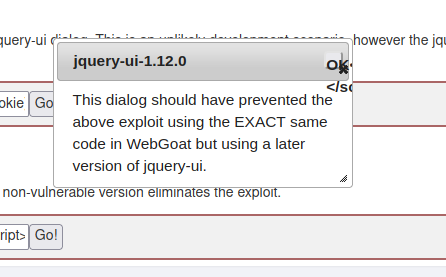 query-ui dialog. This is an unlikely development scenario, however the jqu
jquery-ui-1.12.0
OK<
</sc
This dialog should have prevented the
above exploit using the EXACT same
code in WebGoat but using a later
version of jquery-ui.
okie Go!
non-vulnerable version eliminates the exploit.
ript> Go!